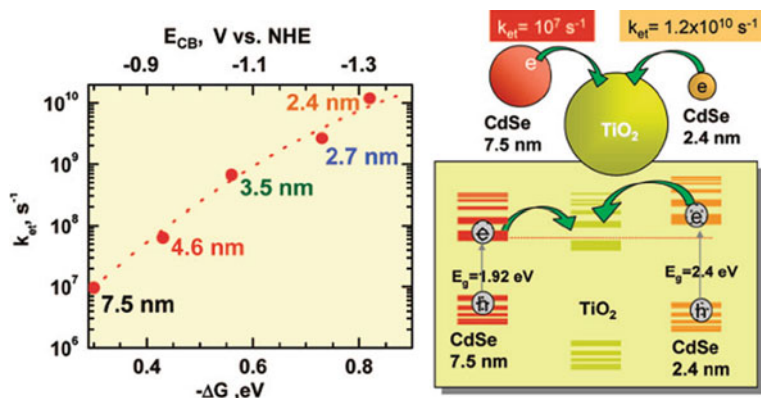 E_CB, V vs. NHE
-0.9 -1.1 -1.3
10^10
10^9
10^8
10^7
10^6
k_et, s^-1
2.4 nm
2.7 nm
3.5 nm
4.6 nm
7.5 nm
0.4 0.6 0.8
-ΔG ,eV
k_et= 10^7 s^-1
k_et= 1.2x10^10 s^-1
e
e
CdSe
7.5 nm
TiO_2
CdSe
2.4 nm
e
e
E_g=1.92 eV
E_g=2.4 eV
h
h
TiO_2
CdSe
7.5 nm
CdSe
2.4 nm